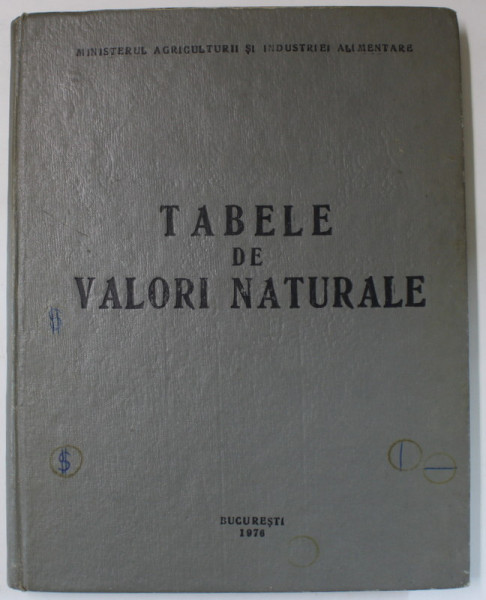 MINISTERUL AGRICULTURII ȘI INDUSTRIEI ALIMENTARE
TABELE
DE
VALORI NATURALE
$
$
BUCUREȘTI
1976